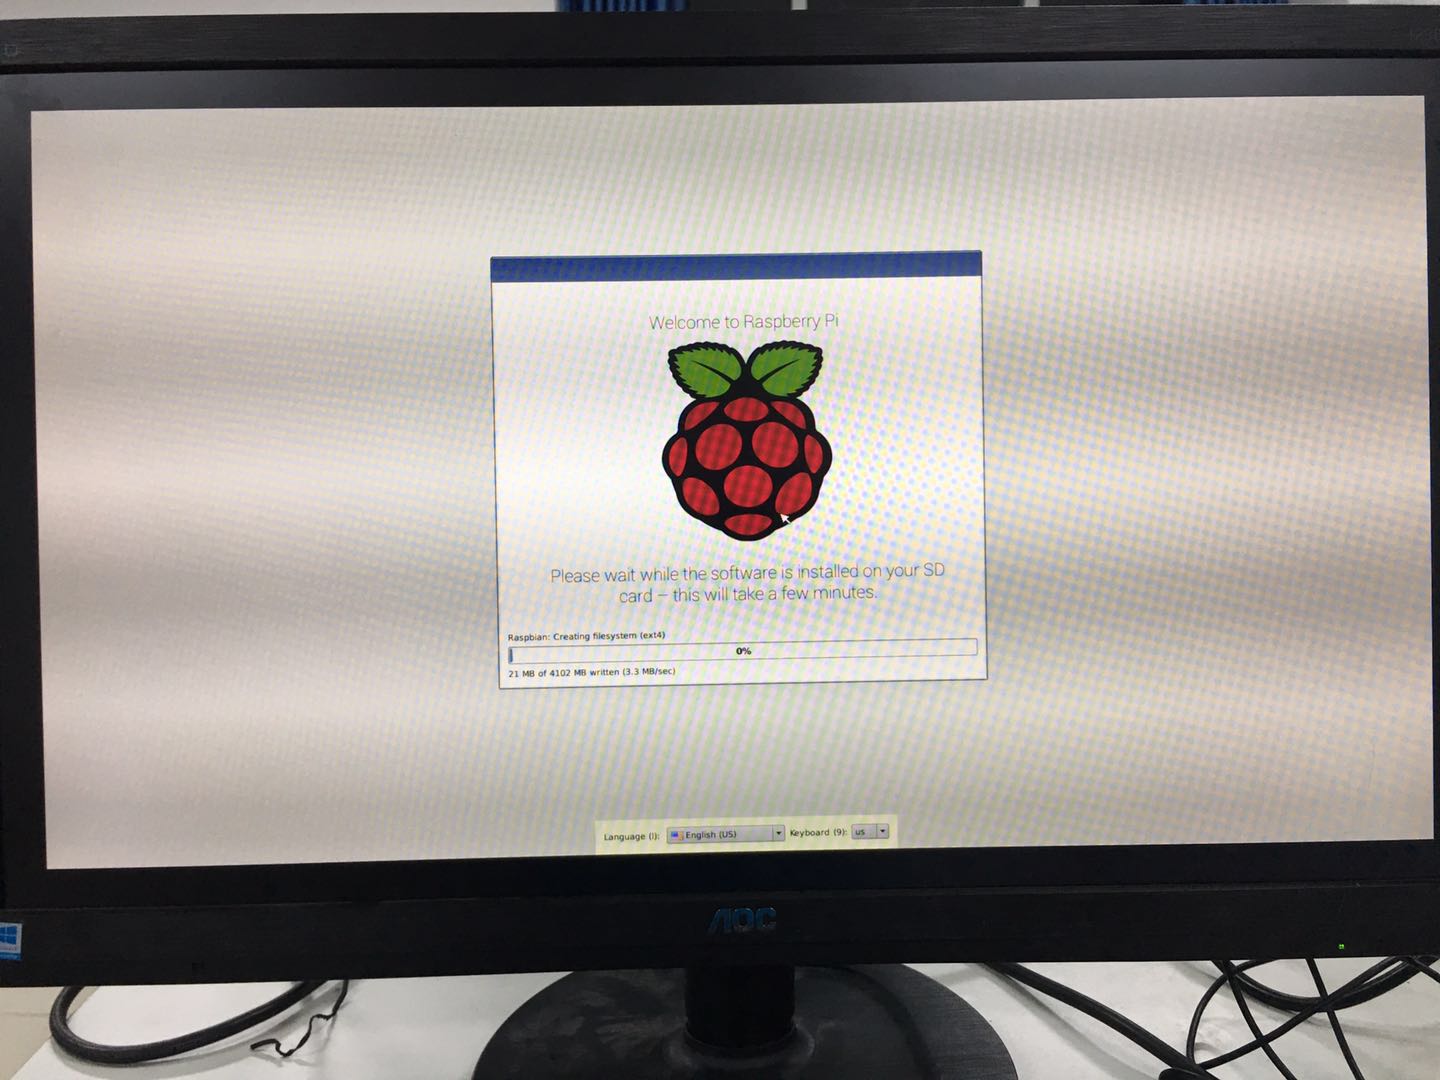 Welcome to Raspberry Pi
Please wait while the software is installed on your SD
card – this will take a few minutes.
Raspbian: Creating filesystem (ext4)
0%
21 MB of 4102 MB written (3.3 MB/sec)
Language (l): English (US) Keyboard (9): us
AOC